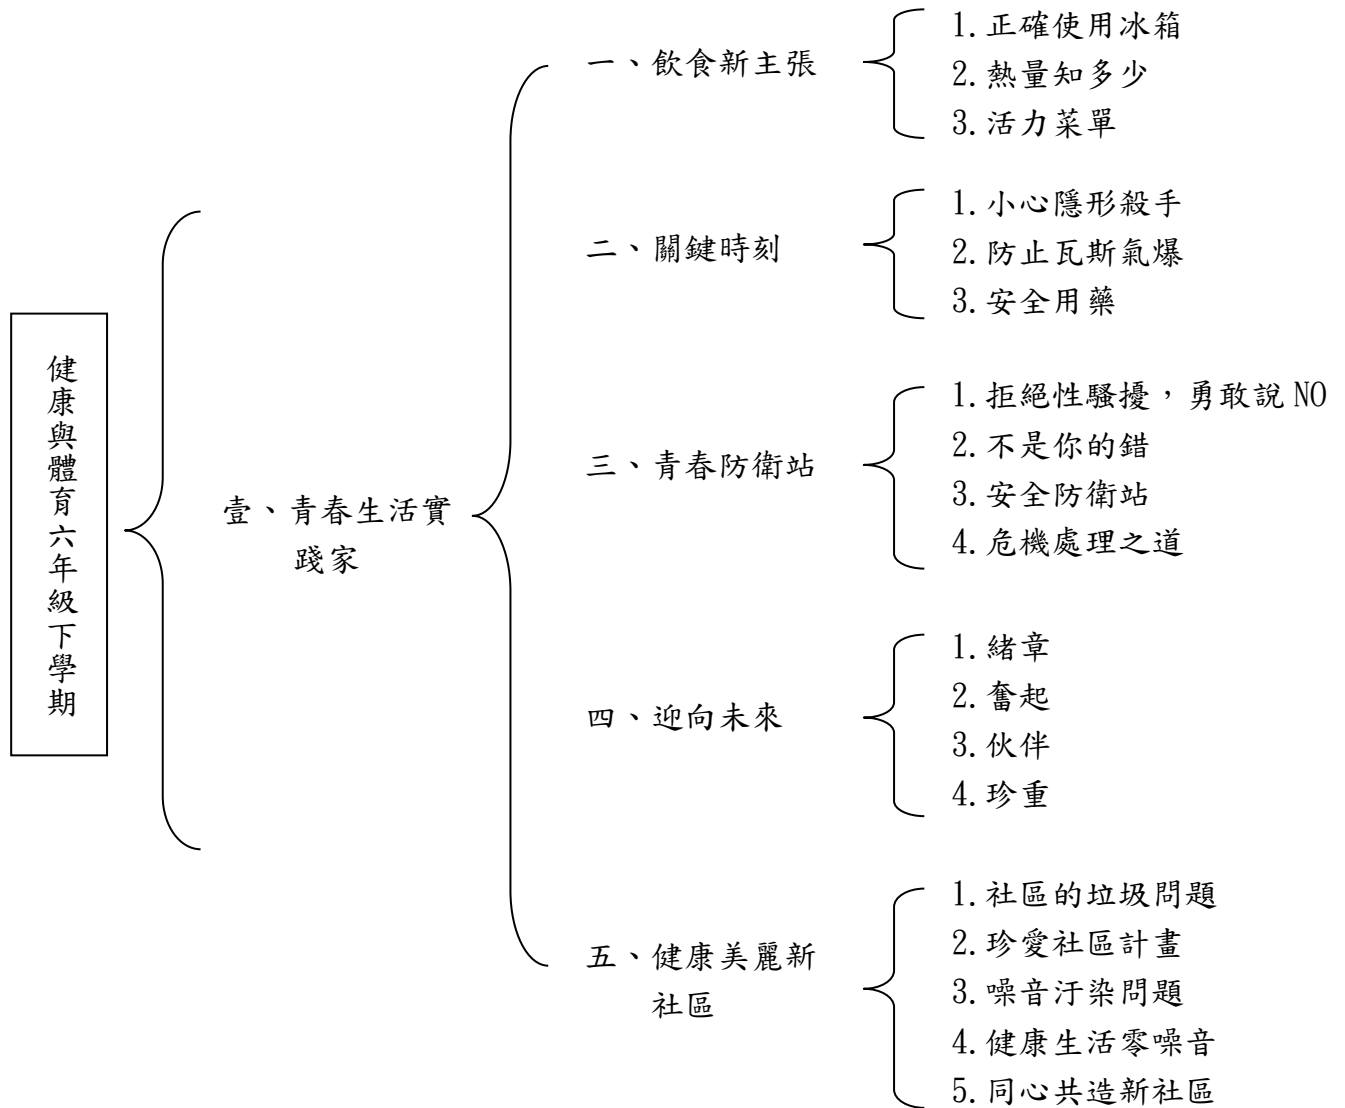 健康與體育六年級下學期
壹、青春生活實
踐家
一、飲食新主張
1.正確使用冰箱
2.熱量知多少
3.活力菜單
二、關鍵時刻
1.小心隱形殺手
2.防止瓦斯氣爆
3.安全用藥
三、青春防衛站
1.拒絕性騷擾，勇敢說 NO
2.不是你的錯
3.安全防衛站
4.危機處理之道
四、迎向未來
1.緒章
2.奮起
3.伙伴
4.珍重
五、健康美麗新
社區
1.社區的垃圾問題
2.珍愛社區計畫
3.噪音汙染問題
4.健康生活零噪音
5.同心共造新社區